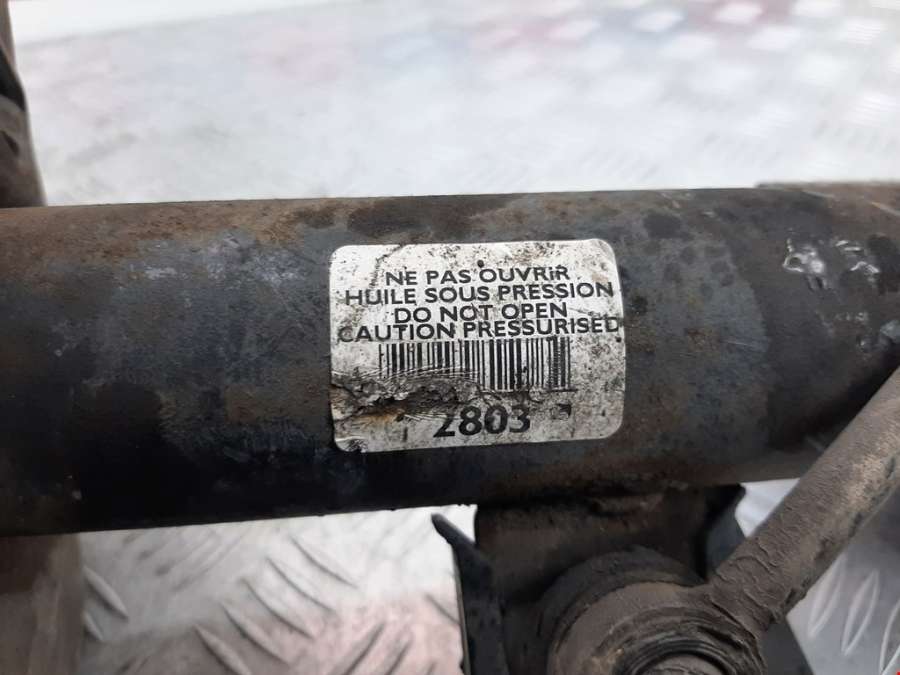 NE PAS OUVRIR
HUILE SOUS PRESSION
DO NOT OPEN
CAUTION PRESSURISED
2803